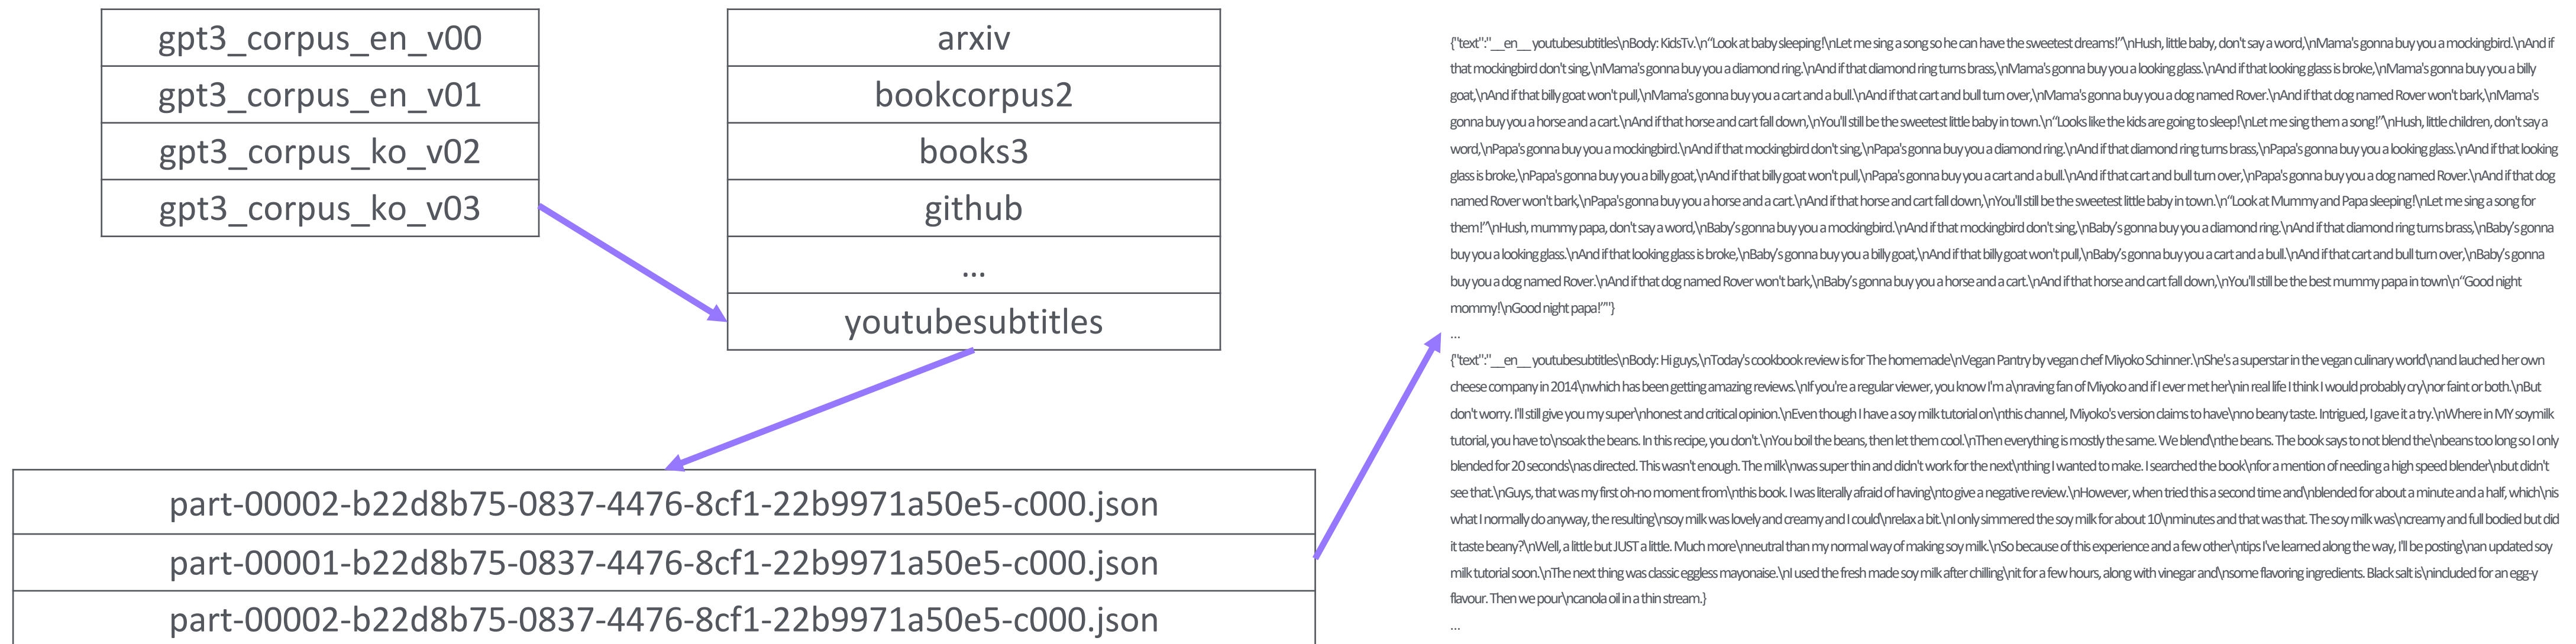 gpt3_corpus_en_v00
gpt3_corpus_en_v01
gpt3_corpus_ko_v02
gpt3_corpus_ko_v03
arxiv
bookcorpus2
books3
github
...
youtubesubtitles
part-00002-b22d8b75-0837-4476-8cf1-22b9971a50e5-c000.json
part-00001-b22d8b75-0837-4476-8cf1-22b9971a50e5-c000.json
part-00002-b22d8b75-0837-4476-8cf1-22b9971a50e5-c000.json
{"text":"__en__ youtubesubtitles\nBody: KidsTv.\n“Look at baby sleeping!\nLet me sing a song so he can have the sweetest dreams!”\nHush, little baby, don't say a word,\nMama's gonna buy you a mockingbird.\nAnd if
that mockingbird don't sing,\nMama's gonna buy you a diamond ring.\nAnd if that diamond ring turns brass,\nMama's gonna buy you a looking glass.\nAnd if that looking glass is broke,\nMama's gonna buy you a billy
goat,\nAnd if that billy goat won't pull,\nMama's gonna buy you a cart and a bull.\nAnd if that cart and bull turn over,\nMama's gonna buy you a dog named Rover.\nAnd if that dog named Rover won't bark,\nMama's
gonna buy you a horse and a cart.\nAnd if that horse and cart fall down,\nYou'll still be the sweetest little baby in town.\n“Looks like the kids are going to sleep!\nLet me sing them a song!”\nHush, little children, don't say a
word,\nPapa's gonna buy you a mockingbird.\nAnd if that mockingbird don't sing,\nPapa's gonna buy you a diamond ring.\nAnd if that diamond ring turns brass,\nPapa's gonna buy you a looking glass.\nAnd if that looking
glass is broke,\nPapa's gonna buy you a billy goat,\nAnd if that billy goat won't pull,\nPapa's gonna buy you a cart and a bull.\nAnd if that cart and bull turn over,\nPapa's gonna buy you a dog named Rover.\nAnd if that dog
named Rover won't bark,\nPapa's gonna buy you a horse and a cart.\nAnd if that horse and cart fall down,\nYou'll still be the sweetest little baby in town.\n“Look at Mummy and Papa sleeping!\nLet me sing a song for
them!”\nHush, mummy papa, don't say a word,\nBaby's gonna buy you a mockingbird.\nAnd if that mockingbird don't sing,\nBaby’s gonna buy you a diamond ring.\nAnd if that diamond ring turns brass,\nBaby’s gonna
buy you a looking glass.\nAnd if that looking glass is broke,\nBaby’s gonna buy you a billy goat,\nAnd if that billy goat won't pull,\nBaby’s gonna buy you a cart and a bull.\nAnd if that cart and bull turn over,\nBaby’s gonna
buy you a dog named Rover.\nAnd if that dog named Rover won't bark,\nBaby’s gonna buy you a horse and a cart.\nAnd if that horse and cart fall down,\nYou'll still be the best mummy papa in town\n“Good night
mommy!\nGood night papa!”"}
...
{"text":"__en__ youtubesubtitles\nBody: Hi guys,\nToday's cookbook review is for The homemade\nVegan Pantry by vegan chef Miyoko Schinner.\nShe's a superstar in the vegan culinary world\nand lauched her own
cheese company in 2014\nwhich has been getting amazing reviews.\nIf you're a regular viewer, you know I'm a\nraving fan of Miyoko and if I ever met her\nin real life I think I would probably cry\nor faint or both.\nBut
don't worry. I'll still give you my super\nhonest and critical opinion.\nEven though I have a soy milk tutorial on\nthis channel, Miyoko's version claims to have\nno beany taste. Intrigued, I gave it a try.\nWhere in MY soymilk
tutorial, you have to\nsoak the beans. In this recipe, you don't.\nYou boil the beans, then let them cool.\nThen everything is mostly the same. We blend\nthe beans. The book says to not blend the\nbeans too long so I only
blended for 20 seconds\nas directed. This wasn't enough. The milk\nwas super thin and didn't work for the next\nthing I wanted to make. I searched the book\nfor a mention of needing a high speed blender\nbut didn't
see that.\nGuys, that was my first oh-no moment from\nthis book. I was literally afraid of having\nto give a negative review.\nHowever, when tried this a second time and\nblended for about a minute and a half, which\nis
what I normally do anyway, the resulting\nsoy milk was lovely and creamy and I could\nrelax a bit.\nI only simmered the soy milk for about 10\nminutes and that was that. The soy milk was\ncreamy and full bodied but did
it taste beany?\nWell, a little but JUST a little. Much more\nneutral than my normal way of making soy milk.\nSo because of this experience and a few other\ntips I've learned along the way, I'll be posting\nan updated soy
milk tutorial soon.\nThe next thing was classic eggless mayonaise.\nI used the fresh made soy milk after chilling\nit for a few hours, along with vinegar and\nsome flavoring ingredients. Black salt is\nincluded for an egg-y
flavour. Then we pour\ncanola oil in a thin stream.}
...